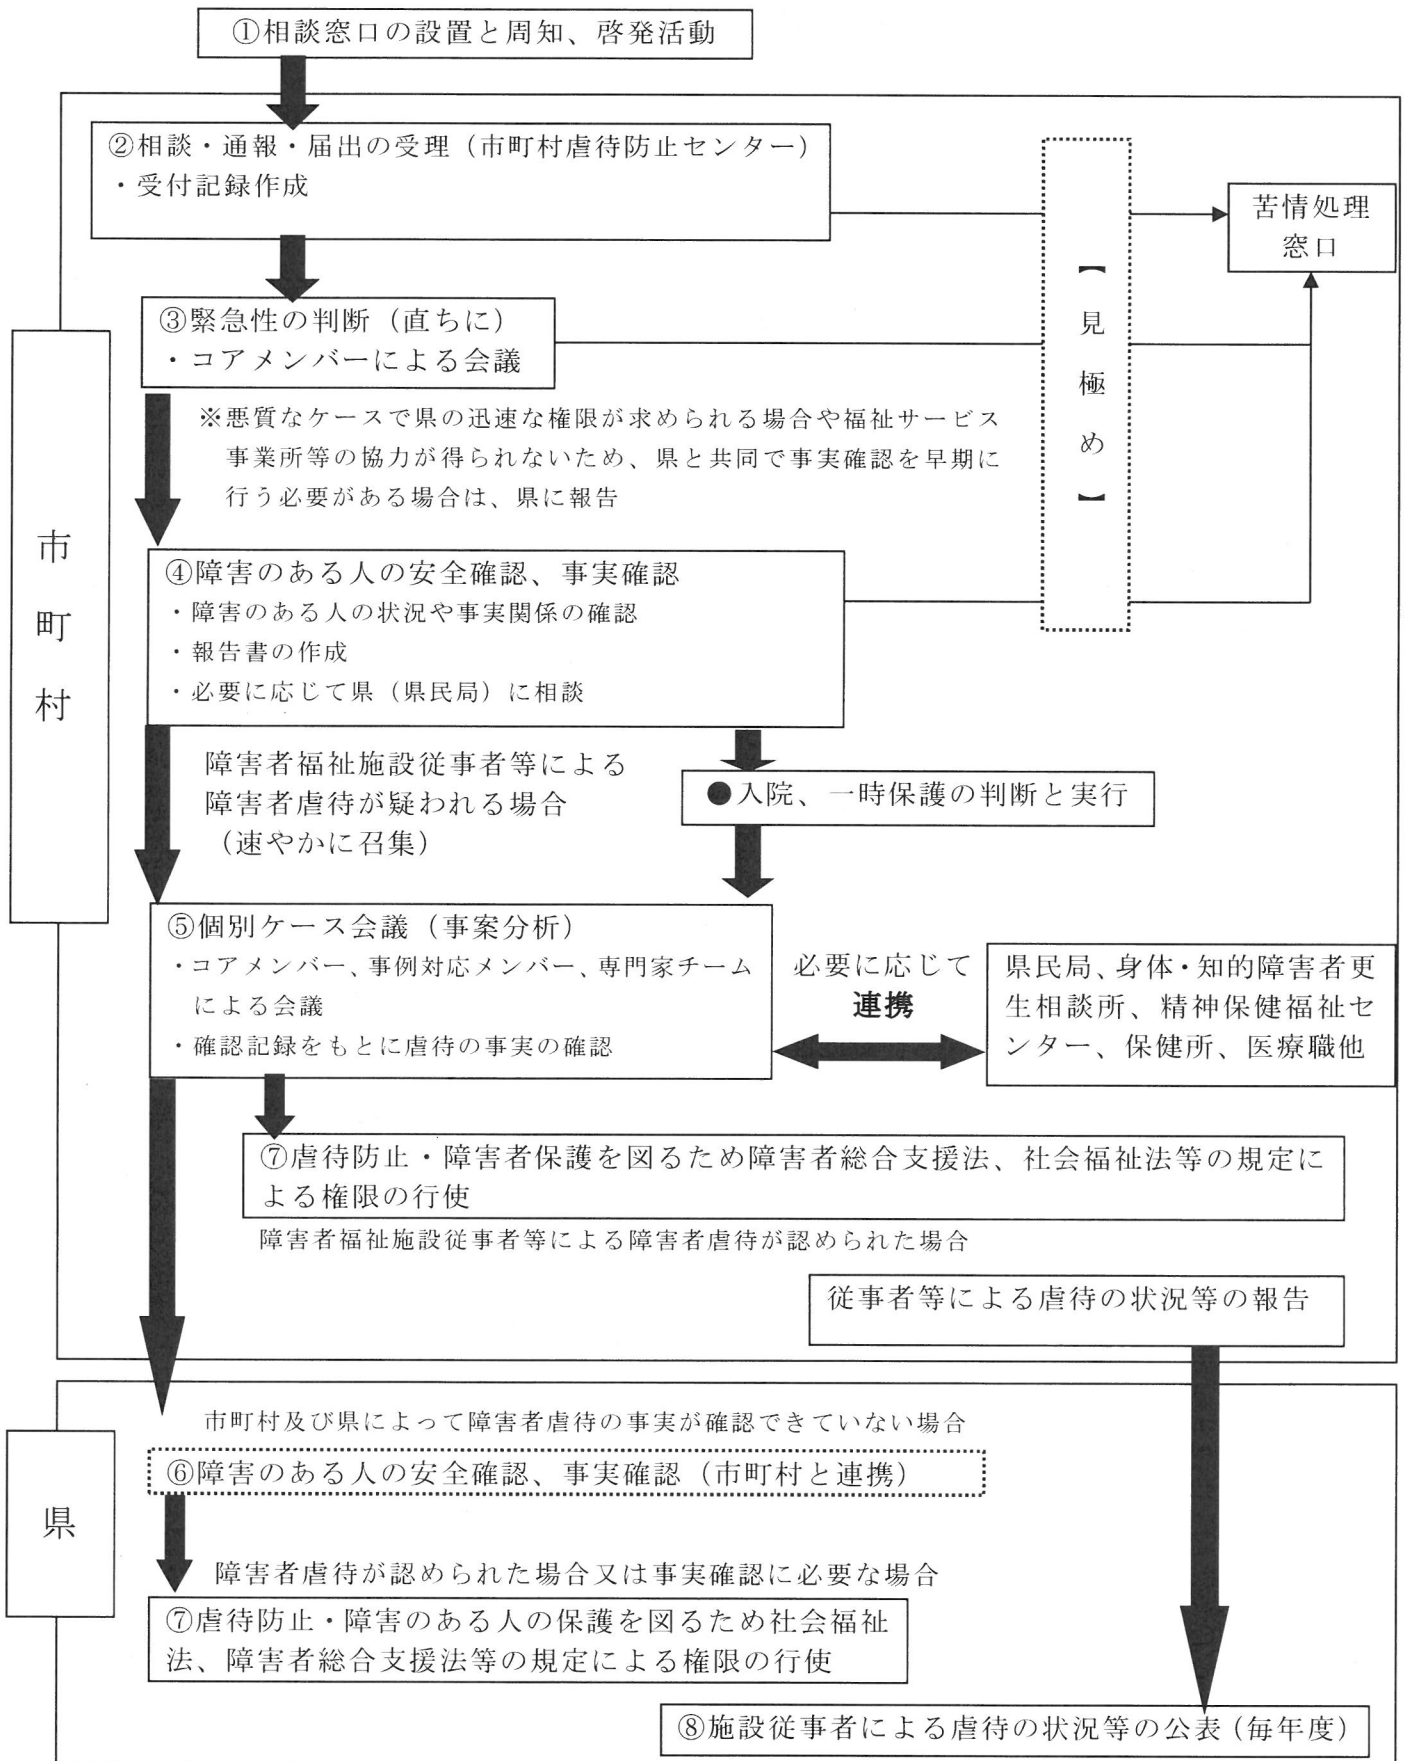 ①相談窓口の設置と周知、啓発活動
②相談・通報・届出の受理（市町村虐待防止センター）
・受付記録作成
苦情処理
窓口
【見極め】
③緊急性の判断（直ちに）
・コアメンバーによる会議
※悪質なケースで県の迅速な権限が求められる場合や福祉サービス
事業所等の協力が得られないため、県と共同で事実確認を早期に
行う必要がある場合は、県に報告
市町村
④障害のある人の安全確認、事実確認
・障害のある人の状況や事実関係の確認
・報告書の作成
・必要に応じて県（県民局）に相談
障害者福祉施設従事者等による
障害者虐待が疑われる場合
（速やかに召集）
●入院、一時保護の判断と実行
⑤個別ケース会議（事案分析）
・コアメンバー、事例対応メンバー、専門家チーム
による会議
・確認記録をもとに虐待の事実の確認
必要に応じて
連携
県民局、身体・知的障害者更
生相談所、精神保健福祉セ
ンター、保健所、医療職他
⑦虐待防止・障害者保護を図るため障害者総合支援法、社会福祉法等の規定に
よる権限の行使
障害者福祉施設従事者等による障害者虐待が認められた場合
従事者等による虐待の状況等の報告
市町村及び県によって障害者虐待の事実が確認できていない場合
⑥障害のある人の安全確認、事実確認（市町村と連携）
県
障害者虐待が認められた場合又は事実確認に必要な場合
⑦虐待防止・障害のある人の保護を図るため社会福祉
法、障害者総合支援法等の規定による権限の行使
⑧施設従事者による虐待の状況等の公表（毎年度）